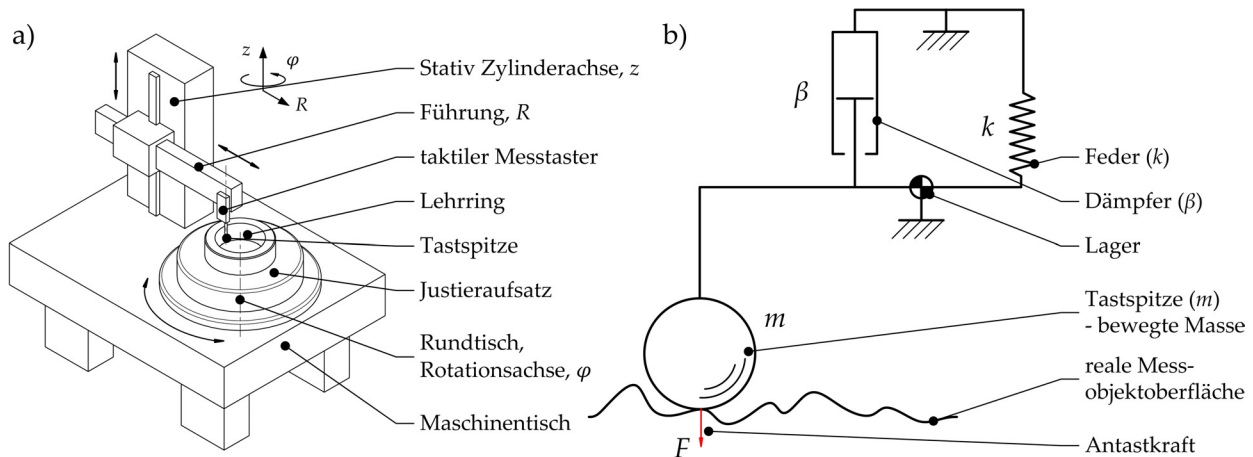 a)
z
φ
R
Stativ Zylinderachse, z
Führung, R
taktiler Messtaster
Lehrring
Tastspitze
Justieraufsatz
Rundtisch,
Rotationsachse, φ
Maschinentisch
b)
β
k
Feder (k)
Dämpfer (β)
Lager
m
Tastspitze (m)
- bewegte Masse
reale Mess-
objektoberfläche
F
Antastkraft